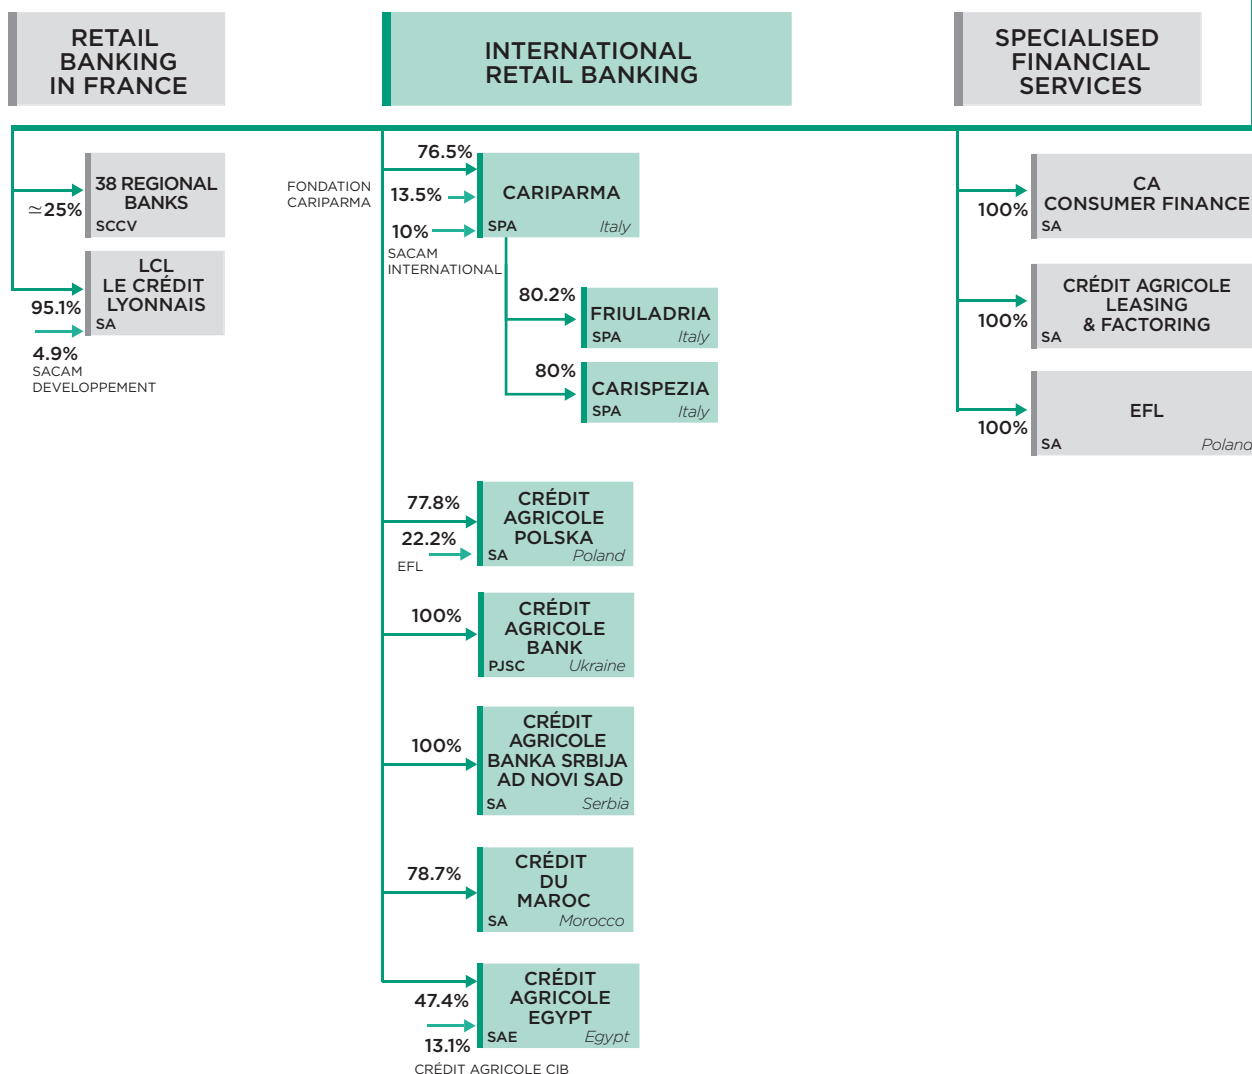 RETAIL
BANKING
IN FRANCE
≃25%
38 REGIONAL
BANKS
SCCV
95.1%
LCL
LE CRÉDIT
LYONNAIS
SA
4.9%
SACAM
DEVELOPPEMENT
INTERNATIONAL
RETAIL BANKING
76.5%
FONDATION
CARIPARMA
13.5%
10%
SACAM
INTERNATIONAL
CARIPARMA
SPA Italy
80.2%
FRIULADRIA
SPA Italy
80%
CARISPEZIA
SPA Italy
77.8%
22.2%
EFL
CRÉDIT
AGRICOLE
POLSKA
SA Poland
100%
CRÉDIT
AGRICOLE
BANK
PJSC Ukraine
100%
CRÉDIT
AGRICOLE
BANKA SRBIJA
AD NOVI SAD
SA Serbia
78.7%
CRÉDIT
DU
MAROC
SA Morocco
47.4%
13.1%
CRÉDIT AGRICOLE CIB
CRÉDIT
AGRICOLE
EGYPT
SAE Egypt
SPECIALISED
FINANCIAL
SERVICES
100%
CA
CONSUMER FINANCE
SA
100%
CRÉDIT AGRICOLE
LEASING
& FACTORING
SA
100%
EFL
SA Poland